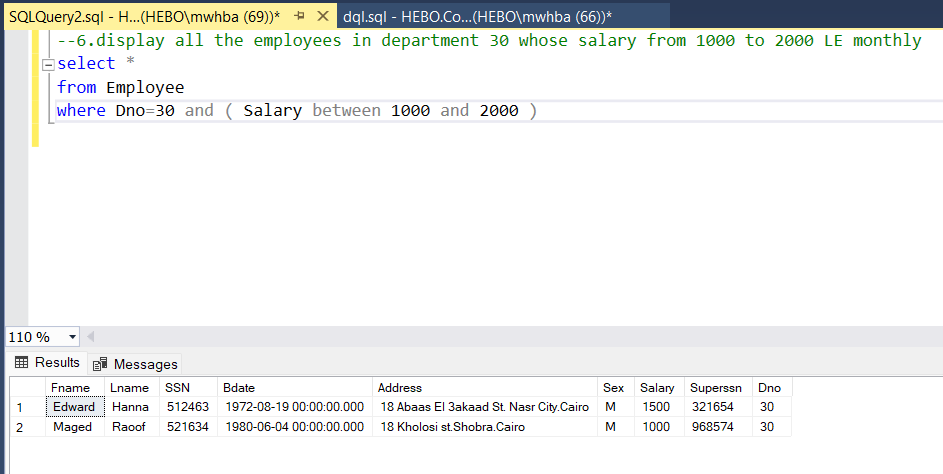 SQLQuery2.sql - H...(HEBO\mwhba (69))* dql.sql - HEBO.Co...(HEBO\mwhba (66))*
--6.display all the employees in department 30 whose salary from 1000 to 2000 LE monthly
select *
from Employee
where Dno=30 and ( Salary between 1000 and 2000 )
110 %
Results Messages
Fname Lname SSN Bdate Address Sex Salary Superssn Dno
1 Edward Hanna 512463 1972-08-19 00:00:00.000 18 Abaas El 3akaad St. Nasr City.Cairo M 1500 321654 30
2 Maged Raoof 521634 1980-06-04 00:00:00.000 18 Kholosi st.Shobra.Cairo M 1000 968574 30